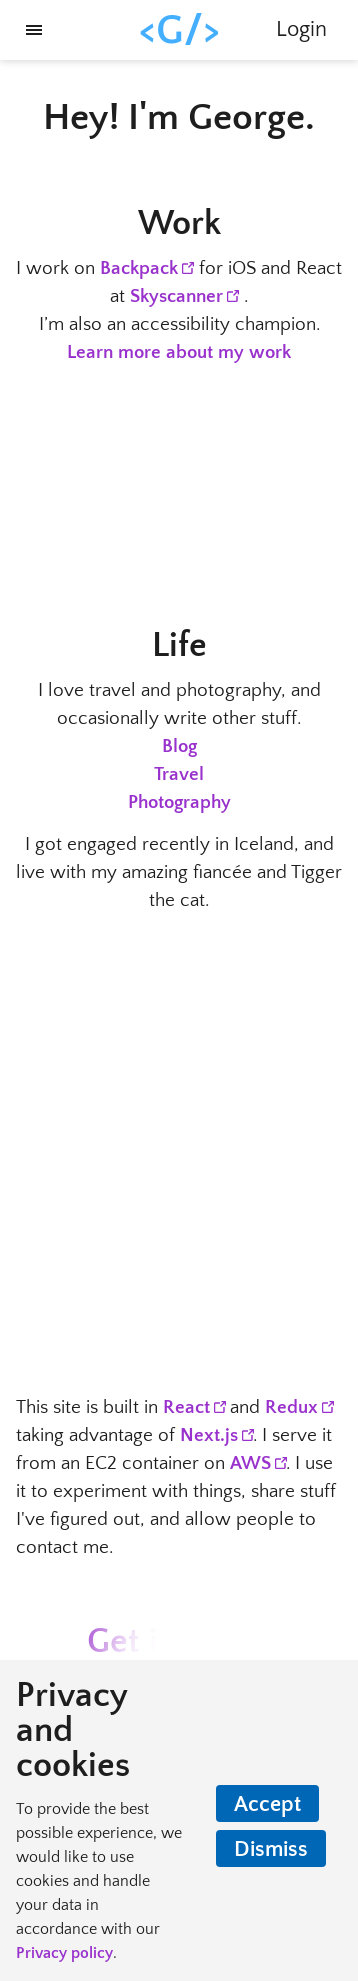 <G/>
Login
Hey! I'm George.
Work
I work on Backpack for iOS and React
at Skyscanner .
I’m also an accessibility champion.
Learn more about my work
Life
I love travel and photography, and
occasionally write other stuff.
Blog
Travel
Photography
I got engaged recently in Iceland, and
live with my amazing fiancée and Tigger
the cat.
This site is built in React and Redux
taking advantage of Next.js. I serve it
from an EC2 container on AWS. I use
it to experiment with things, share stuff
I've figured out, and allow people to
contact me.
Get
Privacy
and
cookies
To provide the best
possible experience, we
would like to use
cookies and handle
your data in
accordance with our
Privacy policy.
Accept
Dismiss